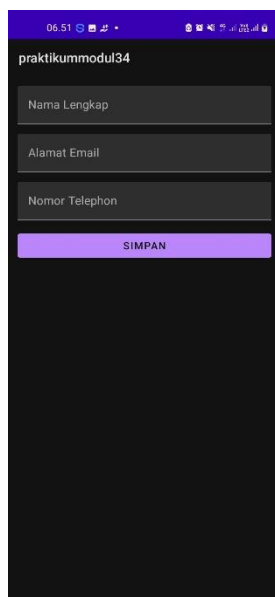 06.51
praktikummodul34
Nama Lengkap
Alamat Email
Nomor Telephon
SIMPAN